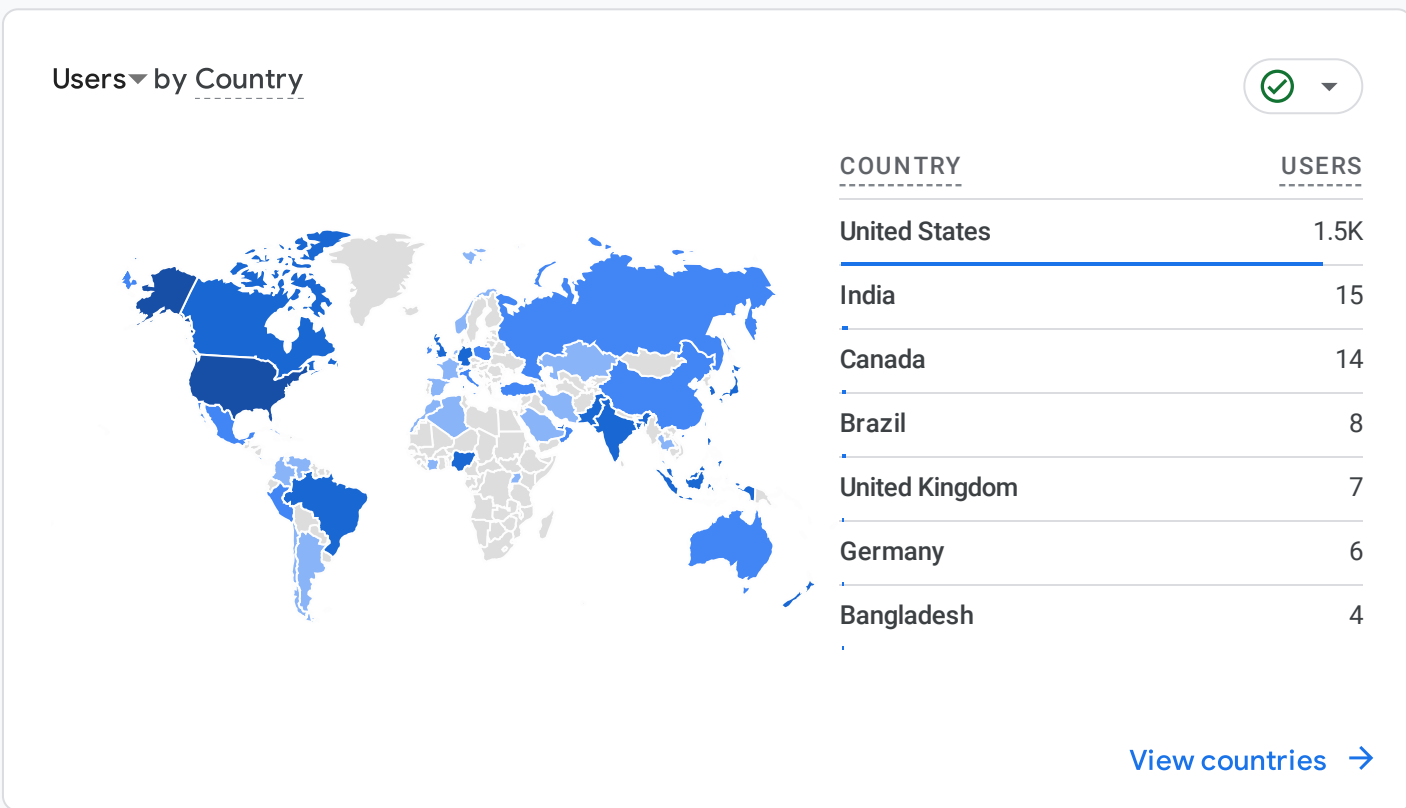 Users by Country
COUNTRY USERS
United States 1.5K
India 15
Canada 14
Brazil 8
United Kingdom 7
Germany 6
Bangladesh 4
View countries